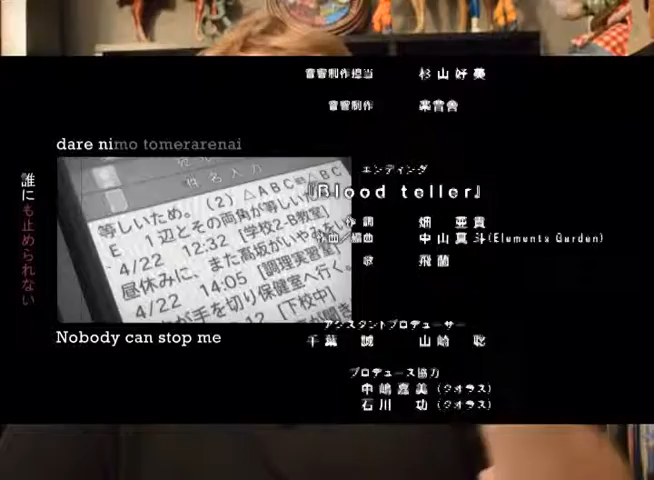 音響制作担当 杉山好美
音響制作 楽音舎
dare nimo tomerarenai
誰にも止められない
件名入力
等しいため。(2)△ABC≡△ABC
E 1辺とその両角が等しいた
4/22 12:32 [学校2-B教室]
昼休みに、また高坂がいやみをい
4/22 14:05 [調理実習室]
が手を切り保健室へ行く。
12 [下校中]
Nobody can stop me
エンディング
『Blood teller』
作詞 畑 亜貴
作曲/編曲 中山真斗(Elements Garden)
歌 飛蘭
アシスタントプロデューサー
千葉 誠 山崎 聡
プロデュース協力
中嶋嘉美(クオラス)
石川 功(クオラス)